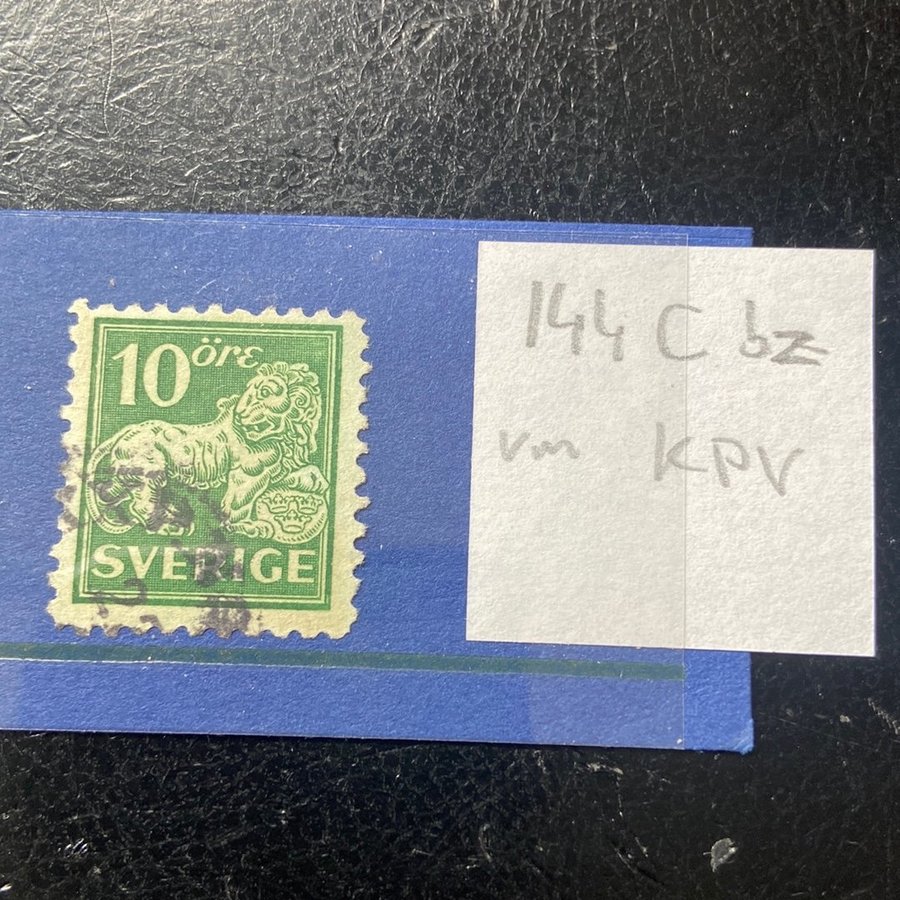 10 öre
SVERIGE
144 C bz
vm KPV